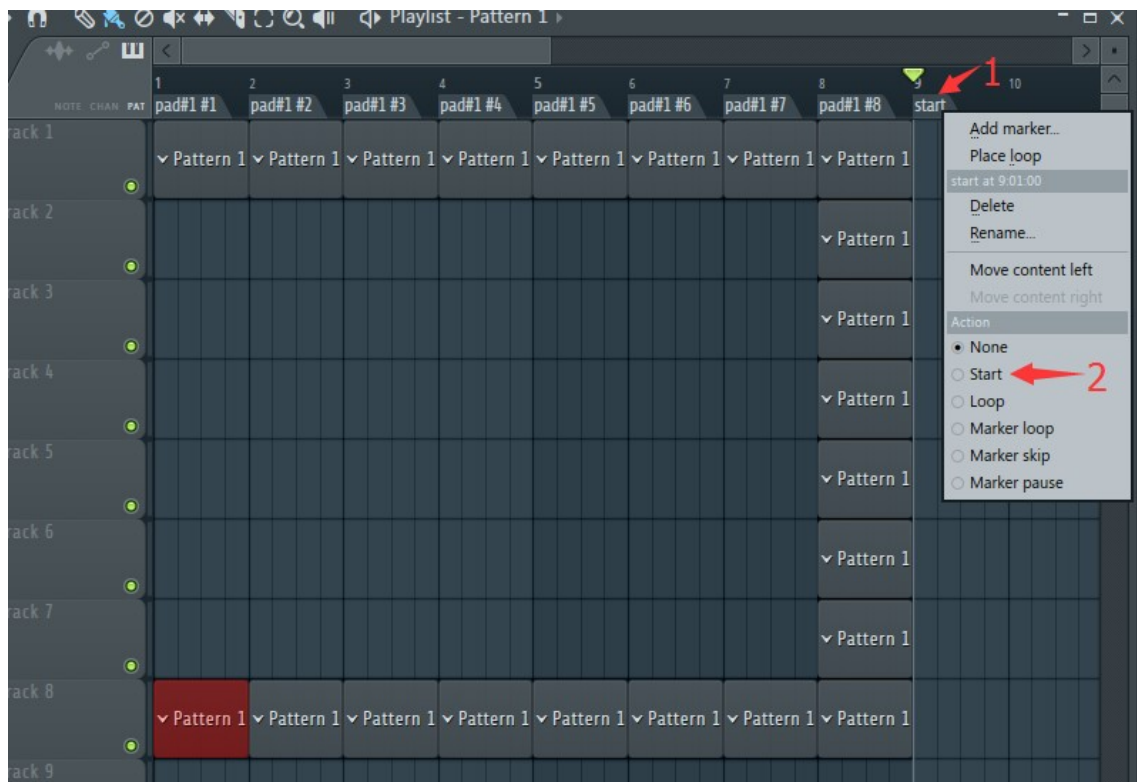 Playlist - Pattern 1
1 2 3 4 5 6 7 8 9 10
1
NOTE CHAN PAT
pad#1 #1 pad#1 #2 pad#1 #3 pad#1 #4 pad#1 #5 pad#1 #6 pad#1 #7 pad#1 #8 start
Add marker...
Place loop
start at 9:01:00
Delete
Rename...
Move content left
Move content right
Action
None
Start
2
Loop
Marker loop
Marker skip
Marker pause
rack 1
Pattern 1 Pattern 1 Pattern 1 Pattern 1 Pattern 1 Pattern 1 Pattern 1 Pattern 1
rack 2
Pattern 1
rack 3
Pattern 1
rack 4
Pattern 1
rack 5
Pattern 1
rack 6
Pattern 1
rack 7
Pattern 1
rack 8
Pattern 1 Pattern 1 Pattern 1 Pattern 1 Pattern 1 Pattern 1 Pattern 1 Pattern 1
rack 9